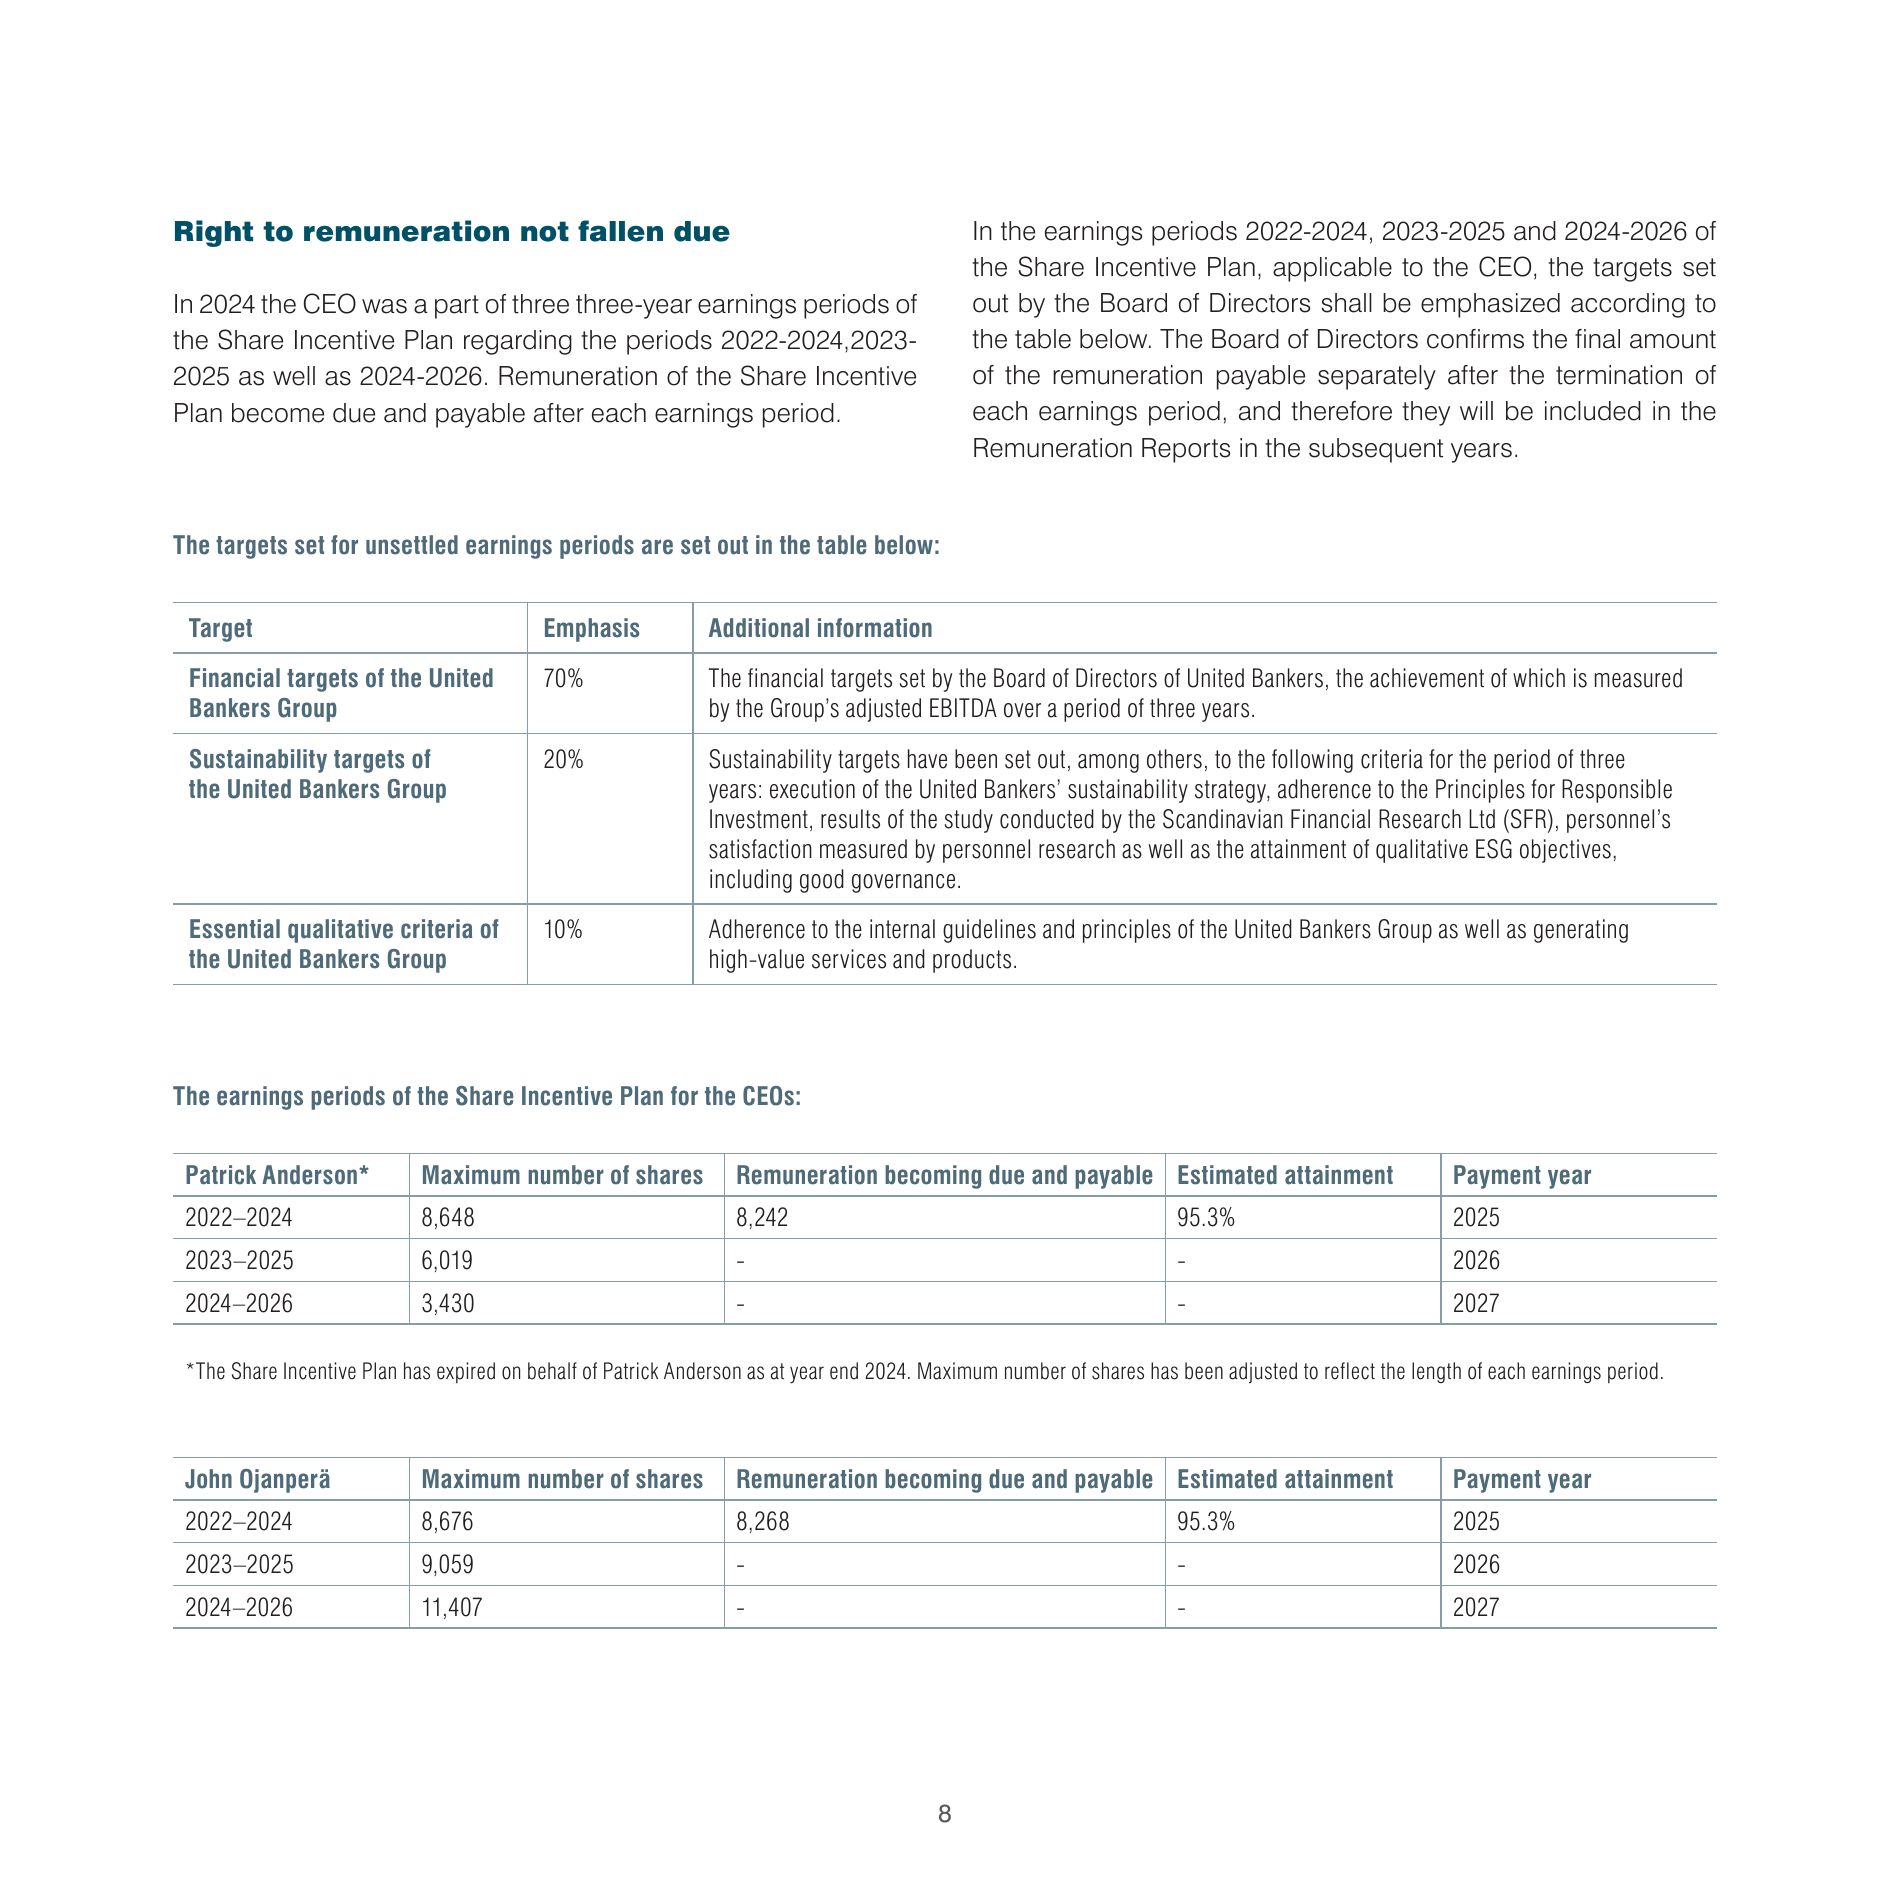 Right to remuneration not fallen due
In 2024 the CEO was a part of three three-year earnings periods of
the Share Incentive Plan regarding the periods 2022-2024,2023-
2025 as well as 2024-2026. Remuneration of the Share Incentive
Plan become due and payable after each earnings period.
In the earnings periods 2022-2024, 2023-2025 and 2024-2026 of
the Share Incentive Plan, applicable to the CEO, the targets set
out by the Board of Directors shall be emphasized according to
the table below. The Board of Directors confirms the final amount
of the remuneration payable separately after the termination of
each earnings period, and therefore they will be included in the
Remuneration Reports in the subsequent years.
The targets set for unsettled earnings periods are set out in the table below:
Target Emphasis Additional information
Financial targets of the United 70% The financial targets set by the Board of Directors of United Bankers, the achievement of which is measured
Bankers Group by the Group's adjusted EBITDA over a period of three years.
Sustainability targets of 20% Sustainability targets have been set out, among others, to the following criteria for the period of three
the United Bankers Group years: execution of the United Bankers' sustainability strategy, adherence to the Principles for Responsible
Investment, results of the study conducted by the Scandinavian Financial Research Ltd (SFR), personnel's
satisfaction measured by personnel research as well as the attainment of qualitative ESG objectives,
including good governance.
Essential qualitative criteria of 10% Adherence to the internal guidelines and principles of the United Bankers Group as well as generating
the United Bankers Group high-value services and products.
The earnings periods of the Share Incentive Plan for the CEOs:
Patrick Anderson* Maximum number of shares Remuneration becoming due and payable Estimated attainment Payment year
2022–2024 8,648 8,242 95.3% 2025
2023–2025 6,019 - - 2026
2024–2026 3,430 - - 2027
*The Share Incentive Plan has expired on behalf of Patrick Anderson as at year end 2024. Maximum number of shares has been adjusted to reflect the length of each earnings period.
John Ojanperä Maximum number of shares Remuneration becoming due and payable Estimated attainment Payment year
2022–2024 8,676 8,268 95.3% 2025
2023–2025 9,059 - - 2026
2024–2026 11,407 - - 2027
8